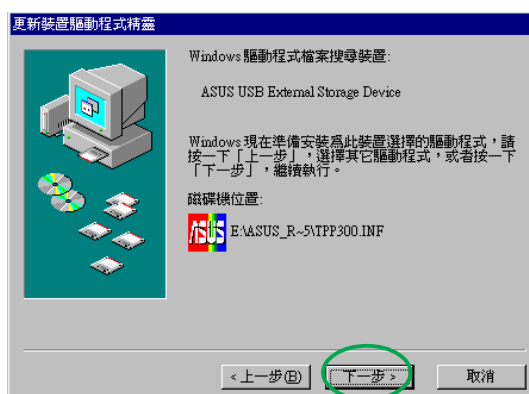 更新裝置驅動程式精靈
Windows 驅動程式檔案搜尋裝置:
ASUS USB External Storage Device
Windows 現在準備安裝為此裝置選擇的驅動程式，請
按一下「上一步」，選擇其它驅動程式，或者按一下
「下一步」，繼續執行。
磁碟機位置:
ASUS E:\ASUS_R~5\TPP300.INF
<上一步(B) 下一步> 取消